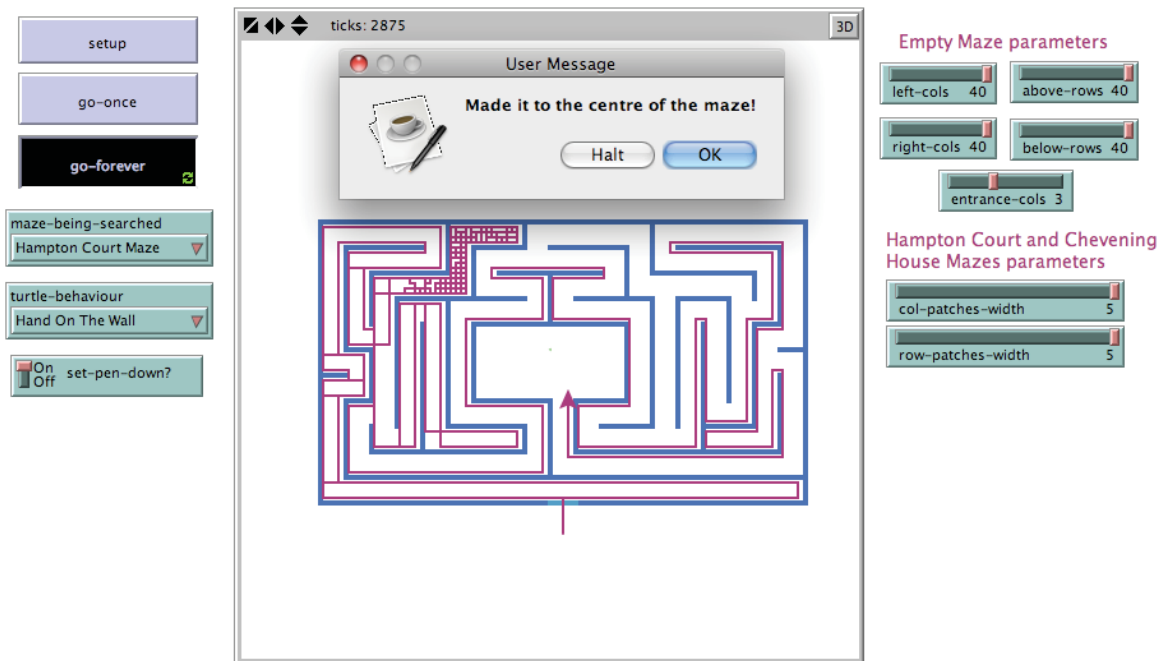 setup
go-once
go-forever
maze-being-searched
Hampton Court Maze
turtle-behaviour
Hand On The Wall
On
Off
set-pen-down?
ticks: 2875
3D
User Message
Made it to the centre of the maze!
Halt
OK
Empty Maze parameters
left-cols 40
above-rows 40
right-cols 40
below-rows 40
entrance-cols 3
Hampton Court and Chevening
House Mazes parameters
col-patches-width 5
row-patches-width 5